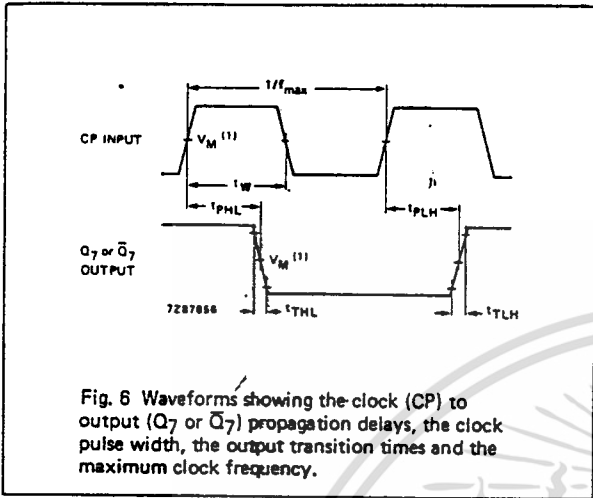 1/fmax
CP INPUT
VM (1)
tW
tPHL
tPLH
Q7 or Q̅7
OUTPUT
VM (1)
7Z87656
tTHL
tTLH
Fig. 6 Waveforms showing the clock (CP) to
output (Q7 or Q̅7) propagation delays, the clock
pulse width, the output transition times and the
maximum clock frequency.